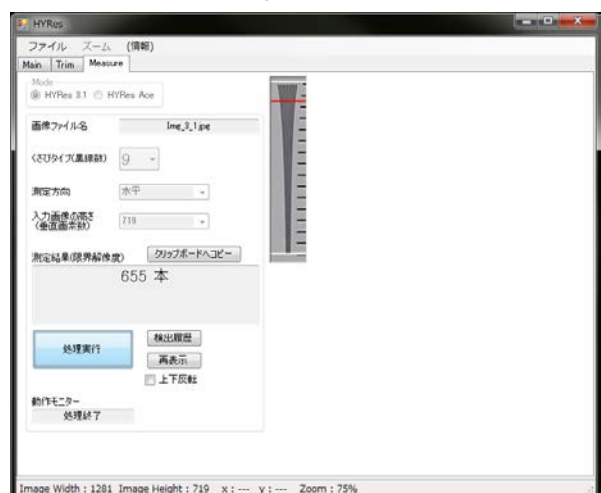 HYRes
ファイル ズーム (情報)
Main Trim Measure
Mode
HYRes 3.1 HYRes Ace
画像ファイル名 Img_3_1.jpg
くさびタイプ(黒線数) 9
測定方向 水平
入力画像の高さ
(垂直画素数) 719
測定結果(限界解像度) クリップボードへコピー
655 本
処理実行 検出履歴
再表示
上下反転
動作モニター
処理終了
Image Width : 1281 Image Height : 719 x : --- y : --- Zoom : 75%